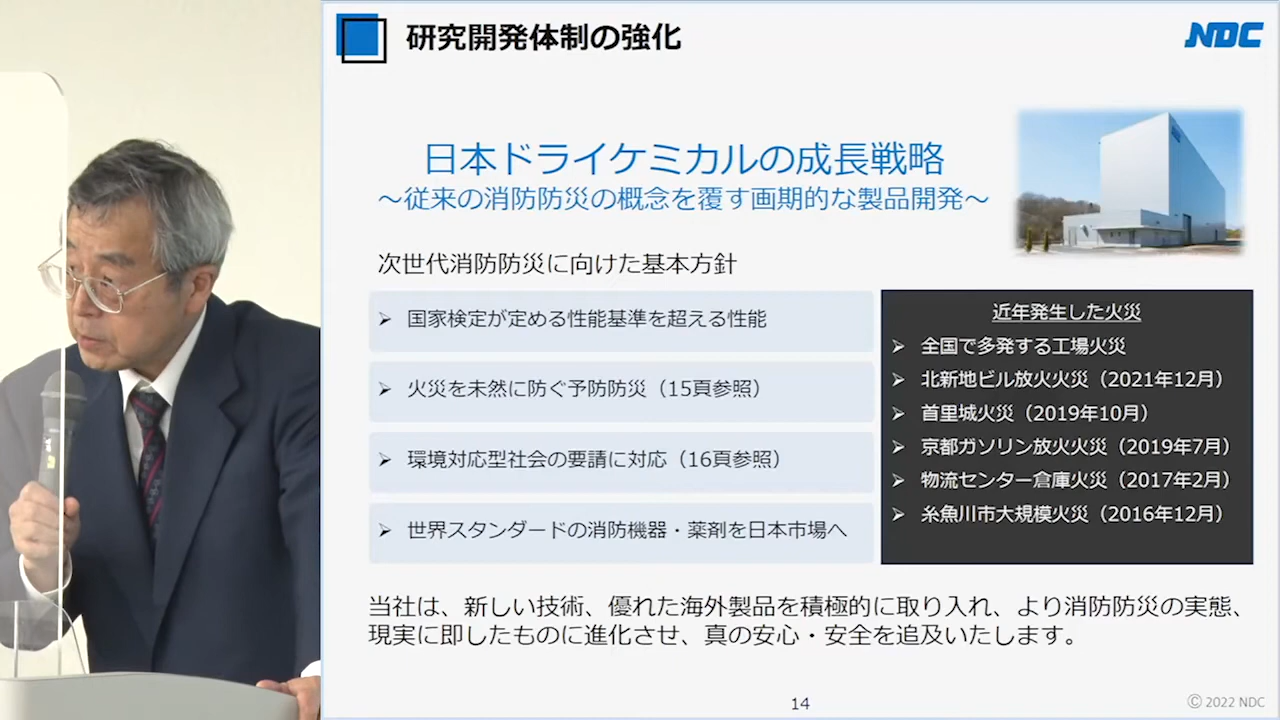 研究開発体制の強化
NDC
日本ドライケミカルの成長戦略
～従来の消防防災の概念を覆す画期的な製品開発～
次世代消防防災に向けた基本方針
➢ 国家検定が定める性能基準を超える性能
➢ 火災を未然に防ぐ予防防災（15頁参照）
➢ 環境対応型社会の要請に対応（16頁参照）
➢ 世界スタンダードの消防機器・薬剤を日本市場へ
近年発生した火災
➢ 全国で多発する工場火災
➢ 北新地ビル放火火災（2021年12月）
➢ 首里城火災（2019年10月）
➢ 京都ガソリン放火火災（2019年7月）
➢ 物流センター倉庫火災（2017年2月）
➢ 糸魚川市大規模火災（2016年12月）
当社は、新しい技術、優れた海外製品を積極的に取り入れ、より消防防災の実態、
現実に即したものに進化させ、真の安心・安全を追及いたします。
14
Ⓒ 2022 NDC